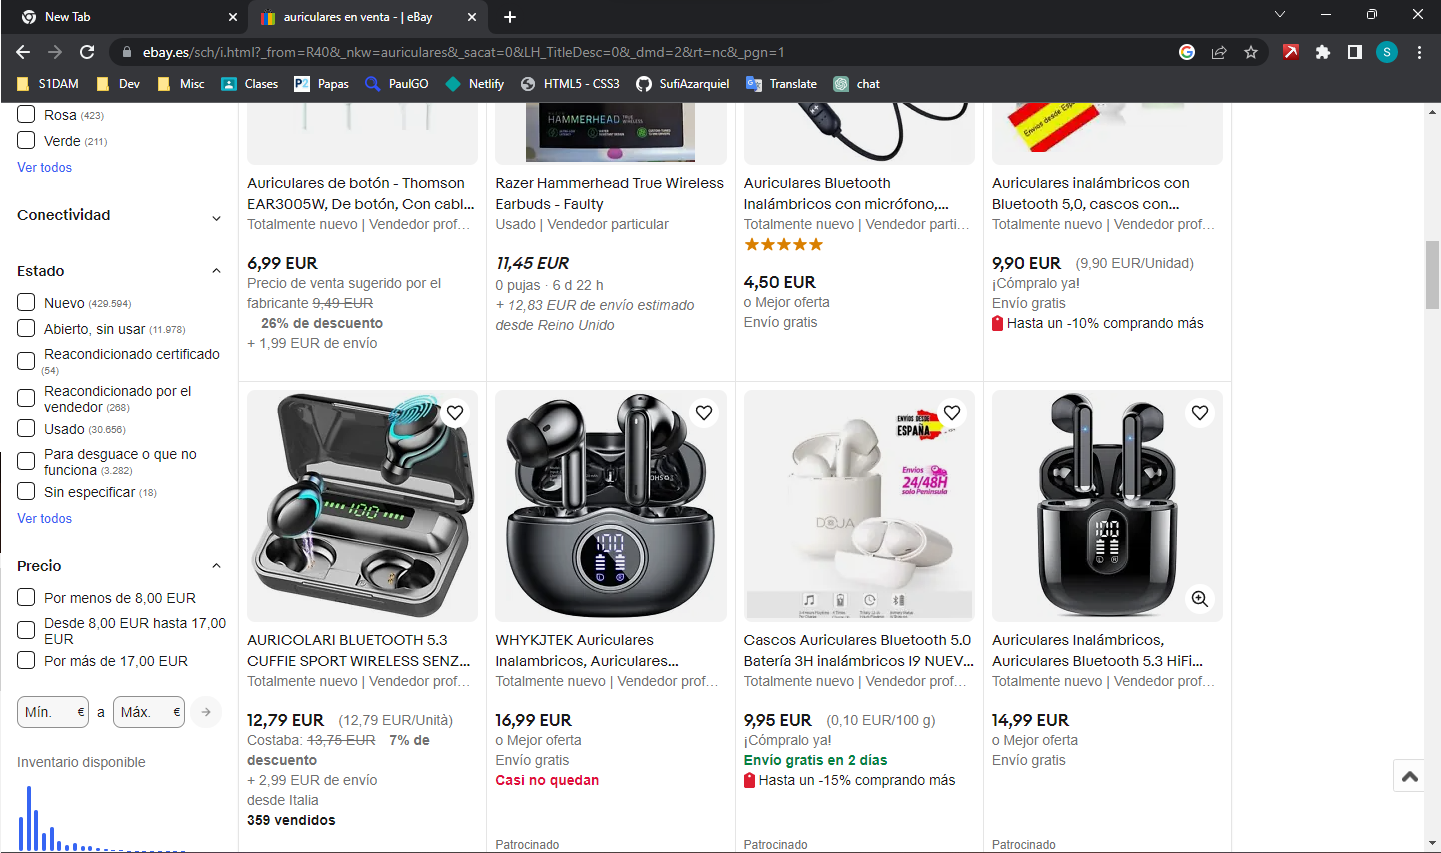 New Tab
auriculares en venta - | eBay
ebay.es/sch/i.html?_from=R40&_nkw=auriculares&_sacat=0&LH_TitleDesc=0&_dmd=2&rt=nc&_pgn=1
S
S1DAM
Dev
Misc
Clases
Papas
PaulGO
Netlify
HTML5 - CSS3
SufiAzarquiel
Translate
chat
Rosa (423)
Verde (211)
Ver todos
Conectividad
Estado
Nuevo (429.594)
Abierto, sin usar (11.978)
Reacondicionado certificado
(54)
Reacondicionado por el
vendedor (268)
Usado (30.656)
Para desguace o que no
funciona (3.282)
Sin especificar (18)
Ver todos
Precio
Por menos de 8,00 EUR
Desde 8,00 EUR hasta 17,00
EUR
Por más de 17,00 EUR
Mín. €
a
Máx. €
Inventario disponible
Auriculares de botón - Thomson
EAR3005W, De botón, Con cabl...
Totalmente nuevo | Vendedor prof...
6,99 EUR
Precio de venta sugerido por el
fabricante 9,49 EUR
26% de descuento
+ 1,99 EUR de envío
HAMMERHEAD TRUE WIRELESS
Razer Hammerhead True Wireless
Earbuds - Faulty
Usado | Vendedor particular
11,45 EUR
0 pujas · 6 d 22 h
+ 12,83 EUR de envío estimado
desde Reino Unido
Auriculares Bluetooth
Inalámbricos con micrófono,...
Totalmente nuevo | Vendedor parti...
4,50 EUR
o Mejor oferta
Envío gratis
Envios desde Esp
Auriculares inalámbricos con
Bluetooth 5,0, cascos con...
Totalmente nuevo | Vendedor prof...
9,90 EUR (9,90 EUR/Unidad)
¡Cómpralo ya!
Envío gratis
Hasta un -10% comprando más
100
AURICOLARI BLUETOOTH 5.3
CUFFIE SPORT WIRELESS SENZ...
Totalmente nuevo | Vendedor prof...
12,79 EUR (12,79 EUR/Unità)
Costaba: 13,75 EUR 7% de
descuento
+ 2,99 EUR de envío
desde Italia
359 vendidos
100
L R
WHYKJTEK Auriculares
Inalambricos, Auriculares...
Totalmente nuevo | Vendedor prof...
16,99 EUR
o Mejor oferta
Envío gratis
Casi no quedan
Patrocinado
ENVÍOS DESDE
ESPAÑA
Envíos
24/48H
solo Península
DOJA
Cascos Auriculares Bluetooth 5.0
Batería 3H inalámbricos I9 NUEV...
Totalmente nuevo | Vendedor prof...
9,95 EUR (0,10 EUR/100 g)
¡Cómpralo ya!
Envío gratis en 2 días
Hasta un -15% comprando más
Patrocinado
100
L R
Auriculares Inalámbricos,
Auriculares Bluetooth 5.3 HiFi...
Totalmente nuevo | Vendedor prof...
14,99 EUR
o Mejor oferta
Envío gratis
Patrocinado